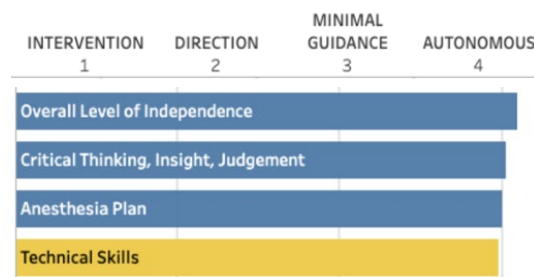 INTERVENTION DIRECTION MINIMAL GUIDANCE AUTONOMOUS
1 2 3 4
Overall Level of Independence
Critical Thinking, Insight, Judgement
Anesthesia Plan
Technical Skills